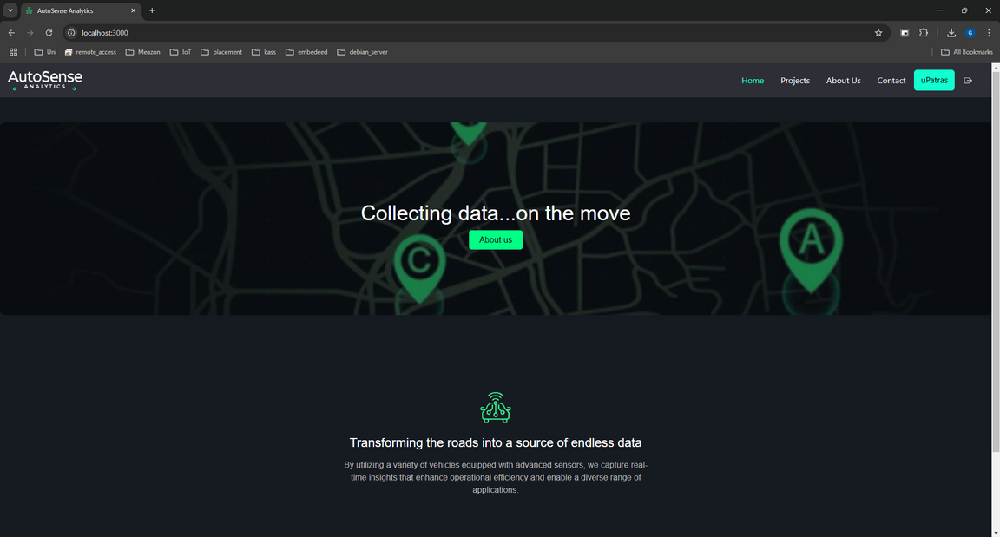 AutoSense Analytics
localhost:3000
G
Uni
remote_access
Meazon
IoT
placement
kass
embedeed
debian_server
All Bookmarks
AutoSense
ANALYTICS
Home
Projects
About Us
Contact
uPatras
Collecting data...on the move
About us
C
A
Transforming the roads into a source of endless data
By utilizing a variety of vehicles equipped with advanced sensors, we capture real-
time insights that enhance operational efficiency and enable a diverse range of
applications.